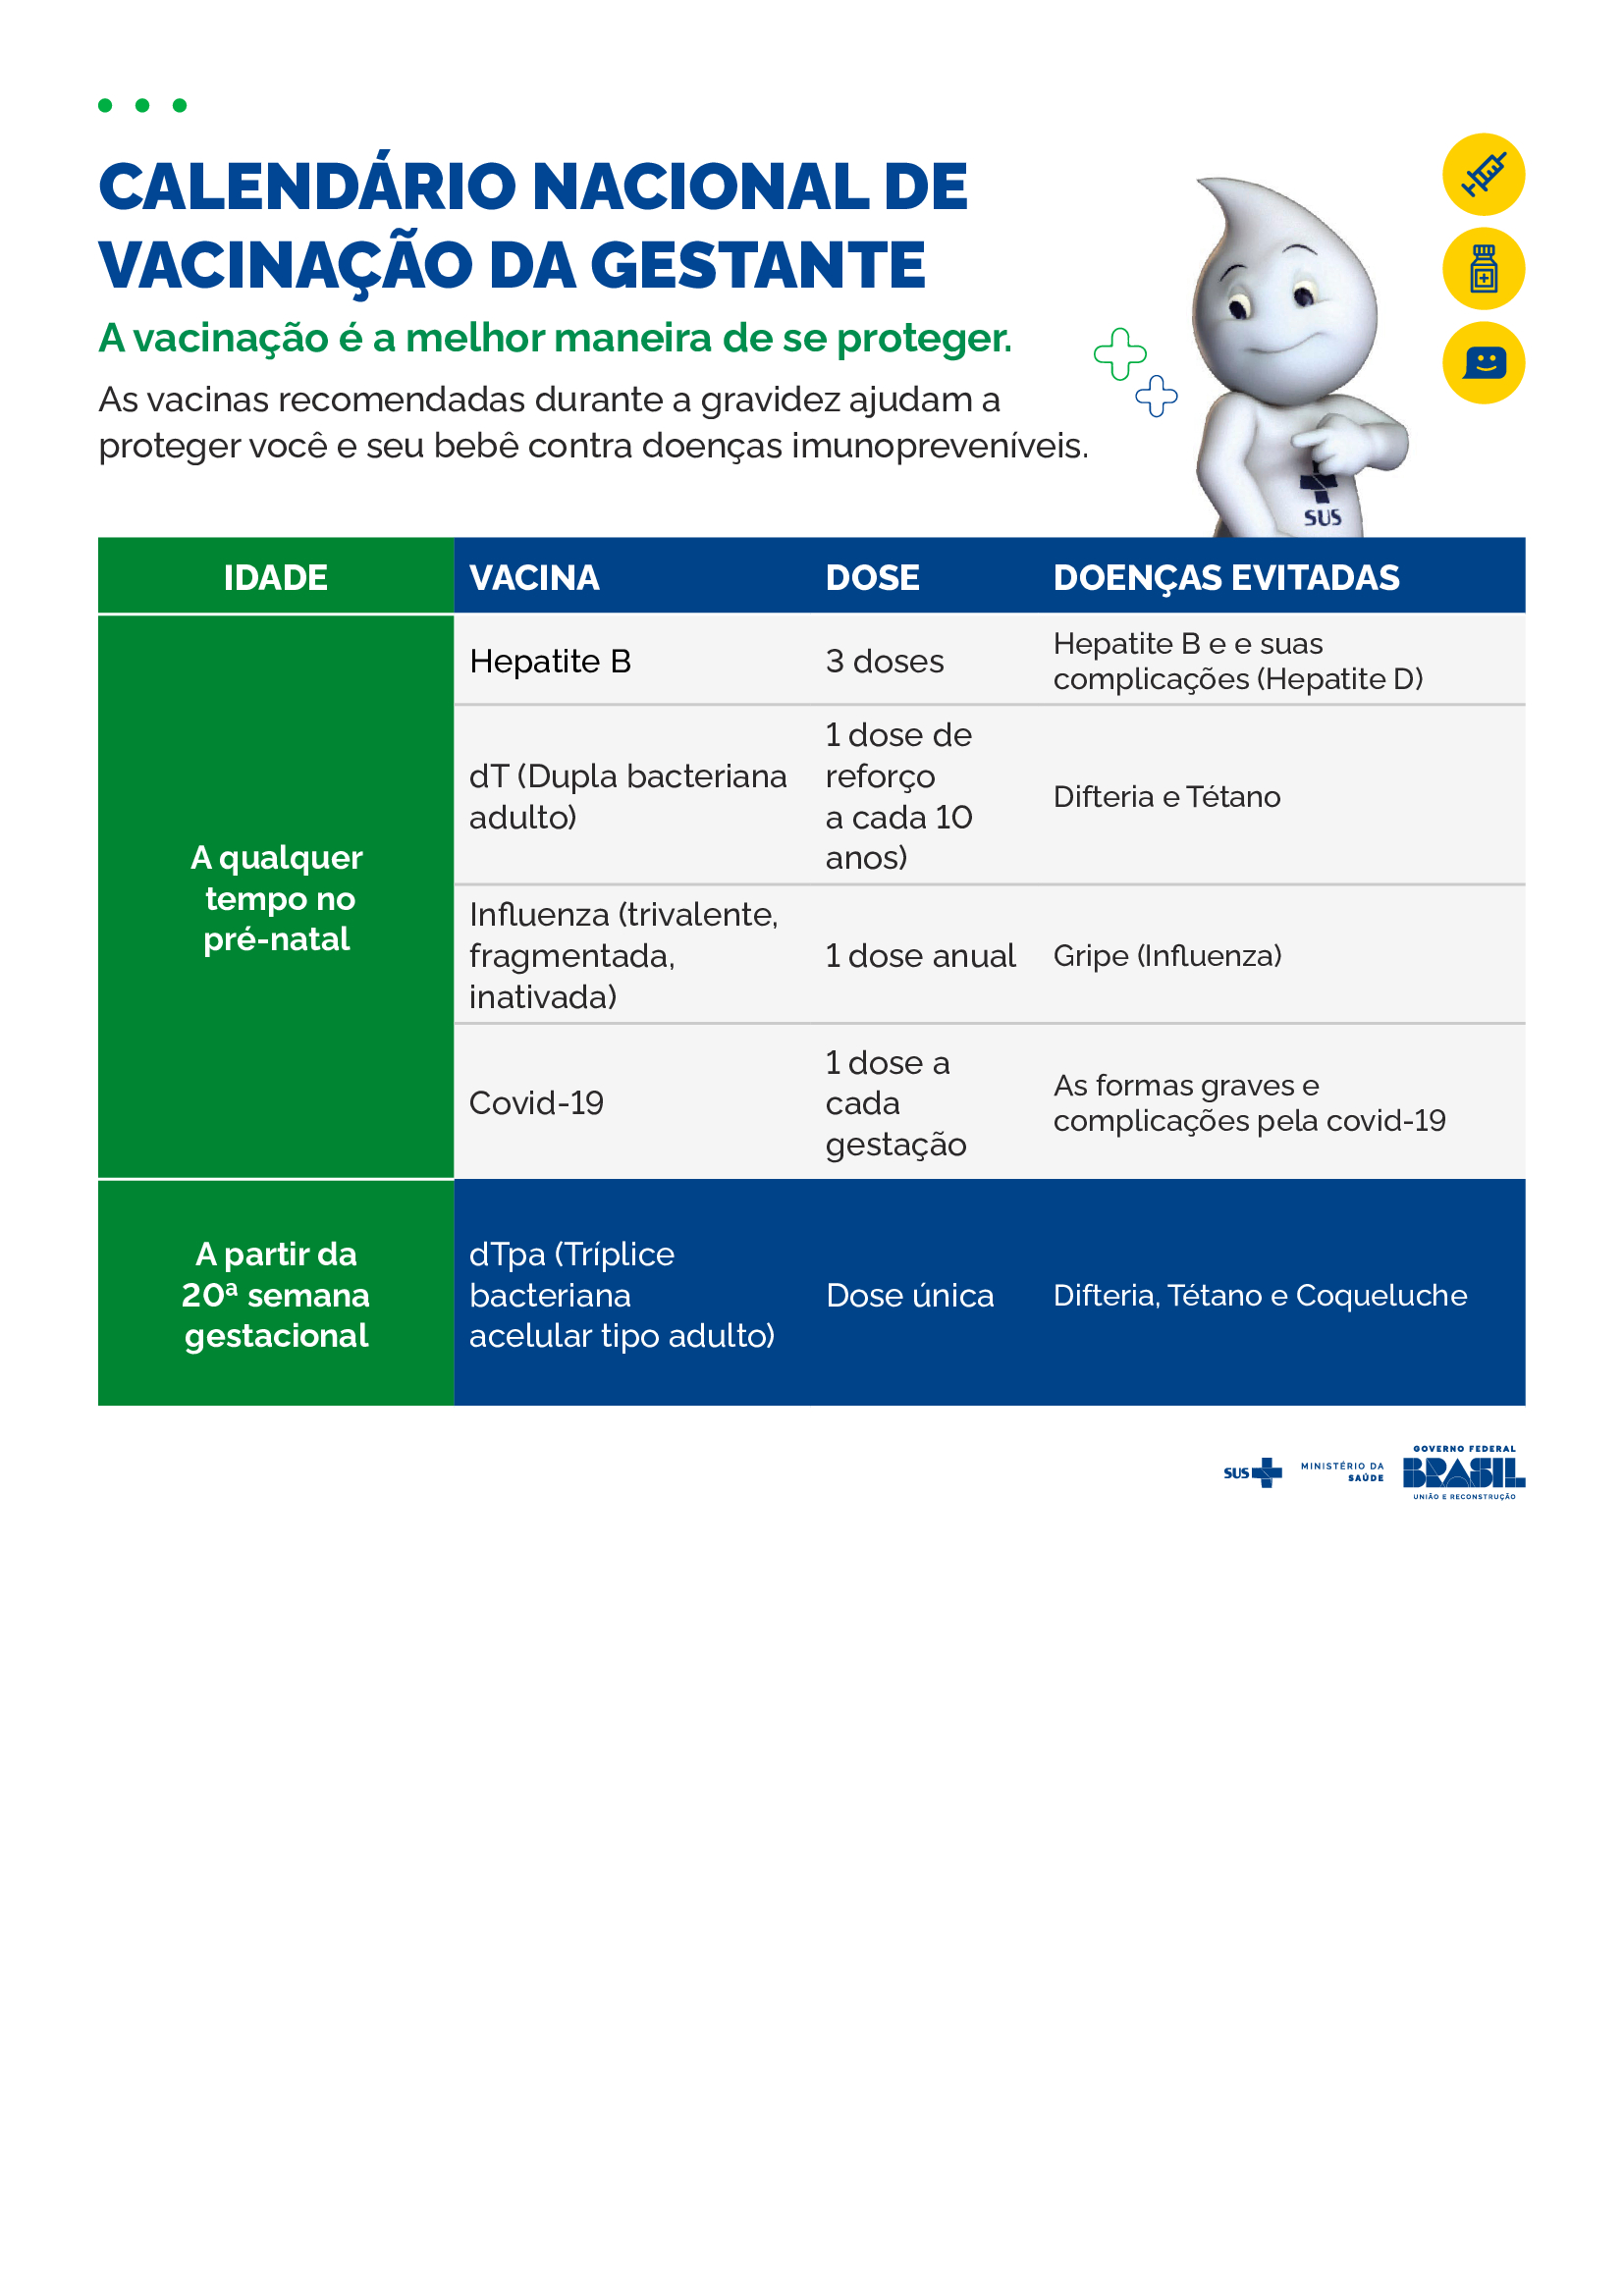 CALENDÁRIO NACIONAL DE
VACINAÇÃO DA GESTANTE
A vacinação é a melhor maneira de se proteger.
As vacinas recomendadas durante a gravidez ajudam a
proteger você e seu bebê contra doenças imunopreveníveis.
SUS
IDADE VACINA DOSE DOENÇAS EVITADAS
A qualquer
tempo no
pré-natal
Hepatite B
3 doses
Hepatite B e e suas
complicações (Hepatite D)
dT (Dupla bacteriana
adulto)
1 dose de
reforço
a cada 10
anos)
Difteria e Tétano
Influenza (trivalente,
fragmentada,
inativada)
1 dose anual
Gripe (Influenza)
Covid-19
1 dose a
cada
gestação
As formas graves e
complicações pela covid-19
A partir da
20ª semana
gestacional
dTpa (Tríplice
bacteriana
acelular tipo adulto)
Dose única
Difteria, Tétano e Coqueluche
SUS
MINISTÉRIO DA
SAÚDE
GOVERNO FEDERAL
BRASIL
UNIÃO E RECONSTRUÇÃO